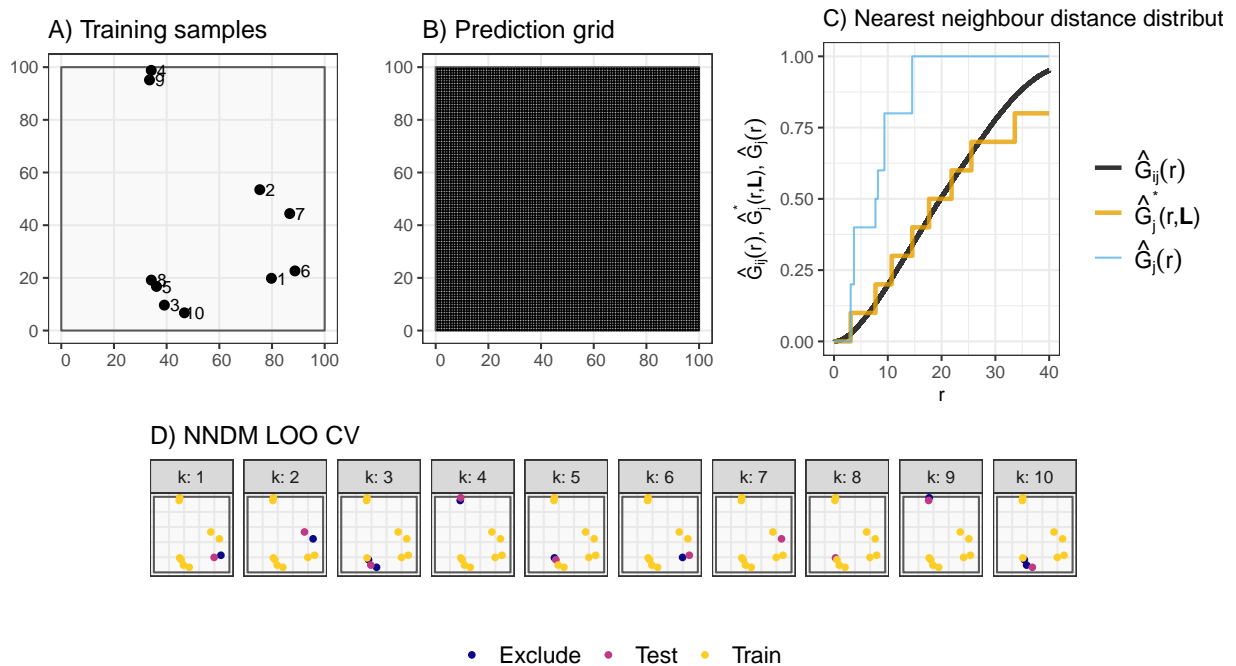 A) Training samples
B) Prediction grid
C) Nearest neighbour distance distribut
100
80
60
40
20
0
0 20 40 60 80 100
4
9
2
7
8
5
1
6
3
10
100
80
60
40
20
0
0 20 40 60 80 100
Ĝij(r), Ĝ*j(r,L), Ĝj(r)
1.00
0.75
0.50
0.25
0.00
0 10 20 30 40
r
Ĝij(r)
Ĝ*j(r,L)
Ĝj(r)
D) NNDM LOO CV
k: 1 k: 2 k: 3 k: 4 k: 5 k: 6 k: 7 k: 8 k: 9 k: 10
Exclude Test Train